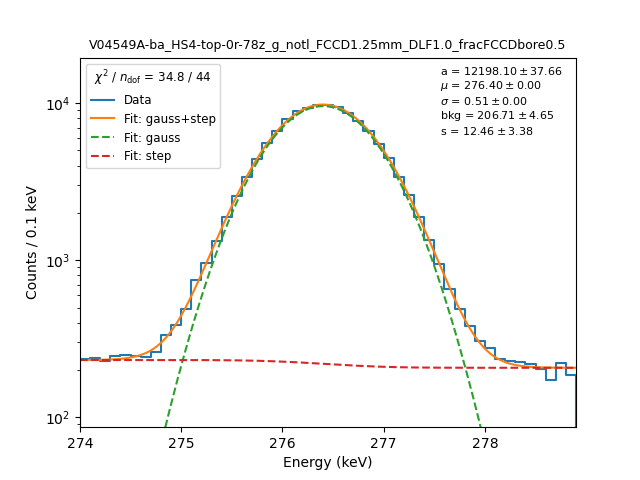 V04549A-ba_HS4-top-0r-78z_g_notl_FCCD1.25mm_DLF1.0_fracFCCDbore0.5
χ² / n_dof = 34.8 / 44
Data
Fit: gauss+step
Fit: gauss
Fit: step
a = 12198.10 ± 37.66
μ = 276.40 ± 0.00
σ = 0.51 ± 0.00
bkg = 206.71 ± 4.65
s = 12.46 ± 3.38
Counts / 0.1 keV
10⁴
10³
10²
274 275 276 277 278
Energy (keV)